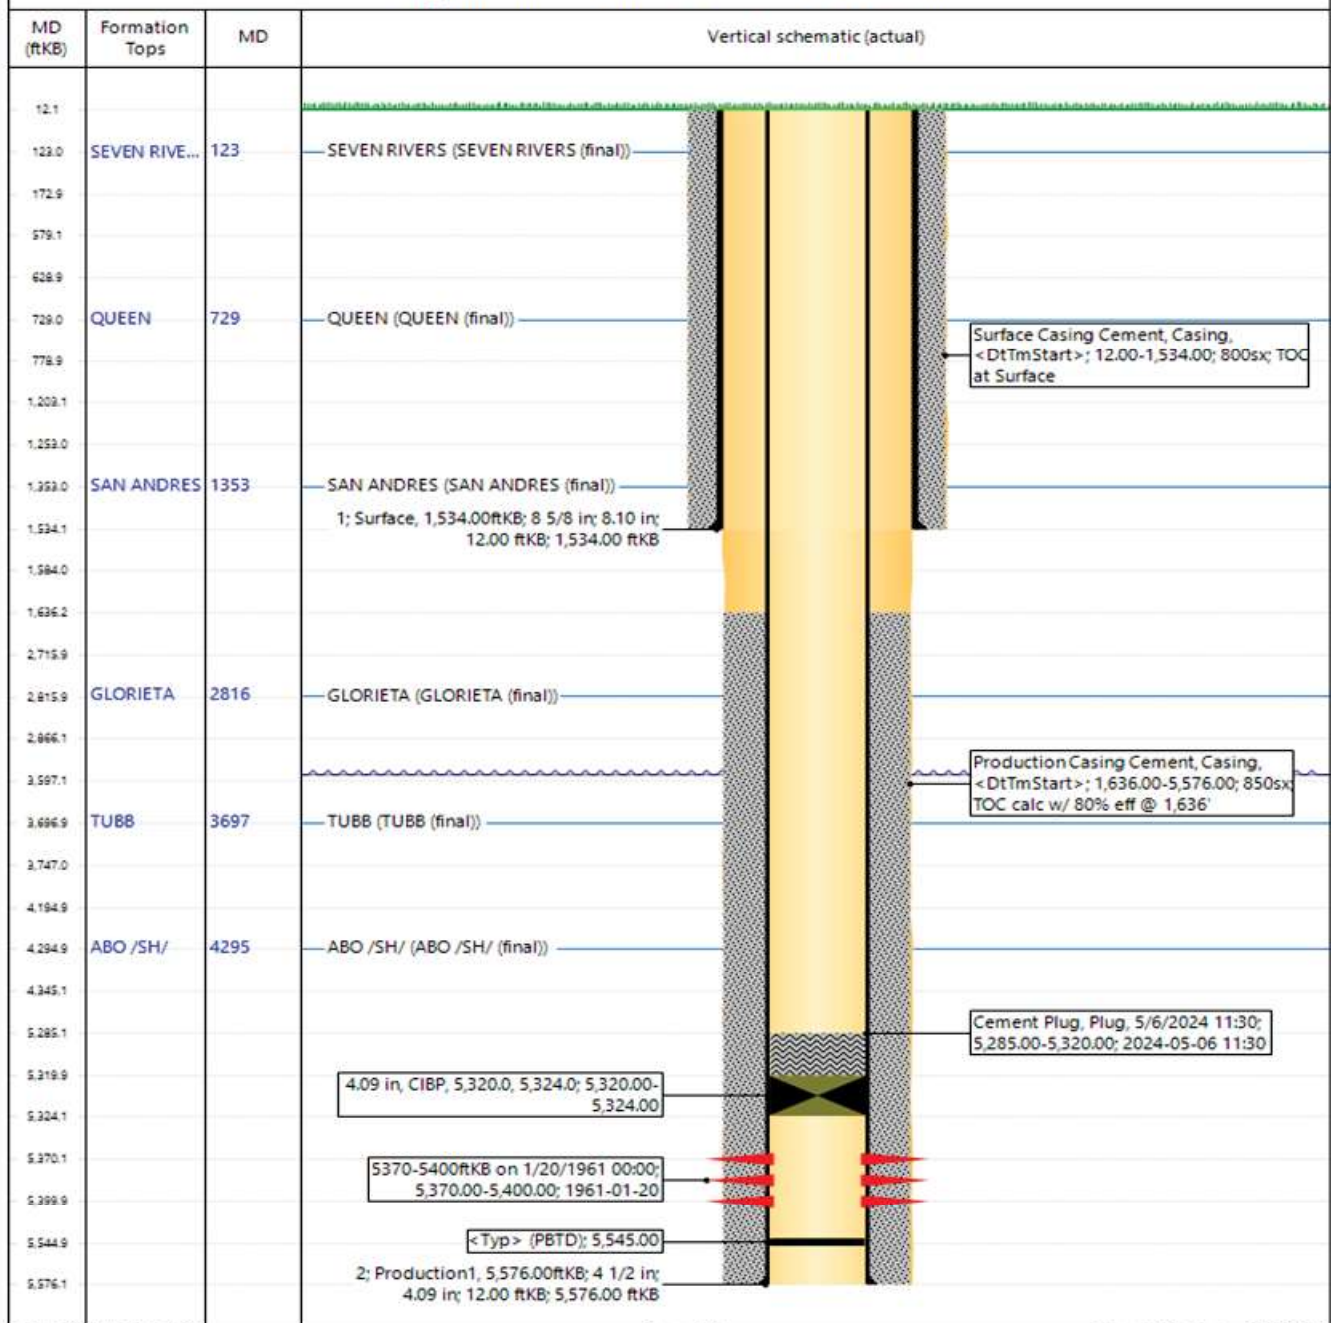 MD
(ftKB)
Formation
Tops
MD
Vertical schematic (actual)
12.1
123.0
SEVEN RIVE...
123
SEVEN RIVERS (SEVEN RIVERS (final))
172.9
579.1
628.9
729.0
QUEEN
729
QUEEN (QUEEN (final))
Surface Casing Cement, Casing,
<DtTmStart>; 12.00-1,534.00; 800sx; TOC
at Surface
778.9
1,203.1
1,253.0
1,353.0
SAN ANDRES
1353
SAN ANDRES (SAN ANDRES (final))
1; Surface, 1,534.00ftKB; 8 5/8 in; 8.10 in;
12.00 ftKB; 1,534.00 ftKB
1,534.1
1,584.0
1,636.2
2,715.9
2,815.9
GLORIETA
2816
GLORIETA (GLORIETA (final))
2,866.1
Production Casing Cement, Casing,
<DtTmStart>; 1,636.00-5,576.00; 850sx;
TOC calc w/ 80% eff @ 1,636'
3,597.1
3,696.9
TUBB
3697
TUBB (TUBB (final))
3,747.0
4,194.9
4,294.9
ABO /SH/
4295
ABO /SH/ (ABO /SH/ (final))
4,345.1
Cement Plug, Plug, 5/6/2024 11:30;
5,285.00-5,320.00; 2024-05-06 11:30
5,285.1
5,319.9
4.09 in, CIBP, 5,320.0, 5,324.0; 5,320.00-
5,324.00
5,324.1
5,370.1
5370-5400ftKB on 1/20/1961 00:00;
5,370.00-5,400.00; 1961-01-20
5,399.9
5,544.9
<Typ> (PBTD); 5,545.00
5,576.1
2; Production1, 5,576.00ftKB; 4 1/2 in;
4.09 in; 12.00 ftKB; 5,576.00 ftKB